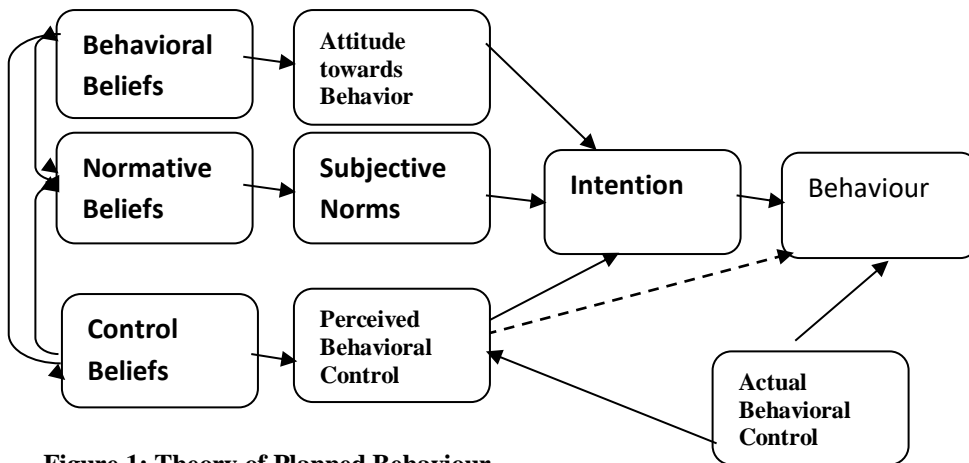 Behavioral
Beliefs
Attitude
towards
Behavior
Normative
Beliefs
Subjective
Norms
Intention
Behaviour
Control
Beliefs
Perceived
Behavioral
Control
Actual
Behavioral
Control
Figure 1: Theory of Planned Behaviour